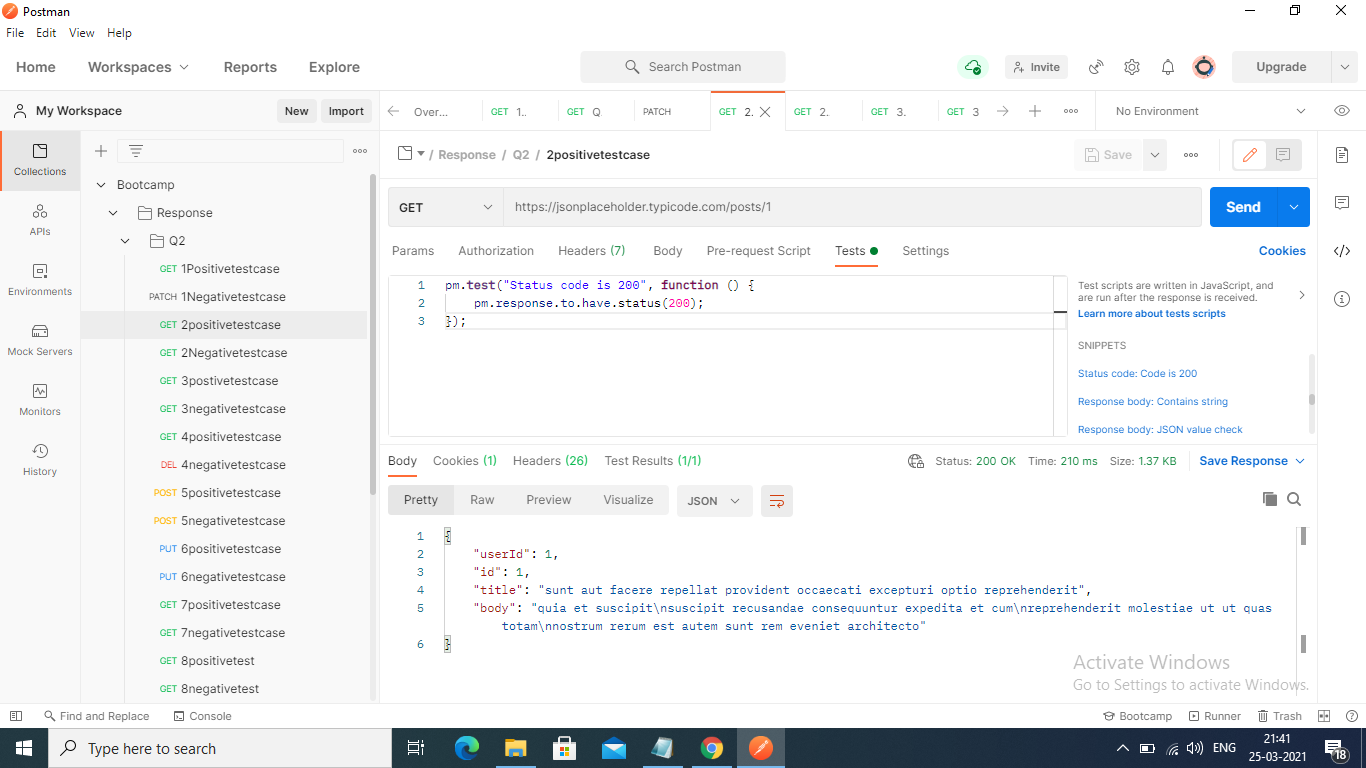 Postman
File Edit View Help
Home Workspaces Reports Explore Search Postman Invite Upgrade
My Workspace New Import
Over... GET 1.. GET Q PATCH GET 2. GET 2. GET 3. GET 3 No Environment
Collections
APIs
Environments
Mock Servers
Monitors
History
Bootcamp
Response
Q2
GET 1Positivetestcase
PATCH 1Negativetestcase
GET 2positivetestcase
GET 2Negativetestcase
GET 3postivetestcase
GET 3negativetestcase
GET 4positivetestcase
DEL 4negativetestcase
POST 5positivetestcase
POST 5negativetestcase
PUT 6positivetestcase
PUT 6negativetestcase
GET 7positivetestcase
GET 7negativetestcase
GET 8positivetest
GET 8negativetest
/ Response / Q2 / 2positivetestcase Save
GET https://jsonplaceholder.typicode.com/posts/1 Send
Params Authorization Headers (7) Body Pre-request Script Tests Settings Cookies
1 pm.test("Status code is 200", function () {
2 pm.response.to.have.status(200);
3 });
Test scripts are written in JavaScript, and
are run after the response is received.
Learn more about tests scripts
SNIPPETS
Status code: Code is 200
Response body: Contains string
Response body: JSON value check
Body Cookies (1) Headers (26) Test Results (1/1) Status: 200 OK Time: 210 ms Size: 1.37 KB Save Response
Pretty Raw Preview Visualize JSON
1 {
2 "userId": 1,
3 "id": 1,
4 "title": "sunt aut facere repellat provident occaecati excepturi optio reprehenderit",
5 "body": "quia et suscipit\nsuscipit recusandae consequuntur expedita et cum\nreprehenderit molestiae ut ut quas
totam\nnostrum rerum est autem sunt rem eveniet architecto"
6 }
Activate Windows
Go to Settings to activate Windows.
Find and Replace Console Bootcamp Runner Trash
Type here to search ENG 21:41
25-03-2021 18